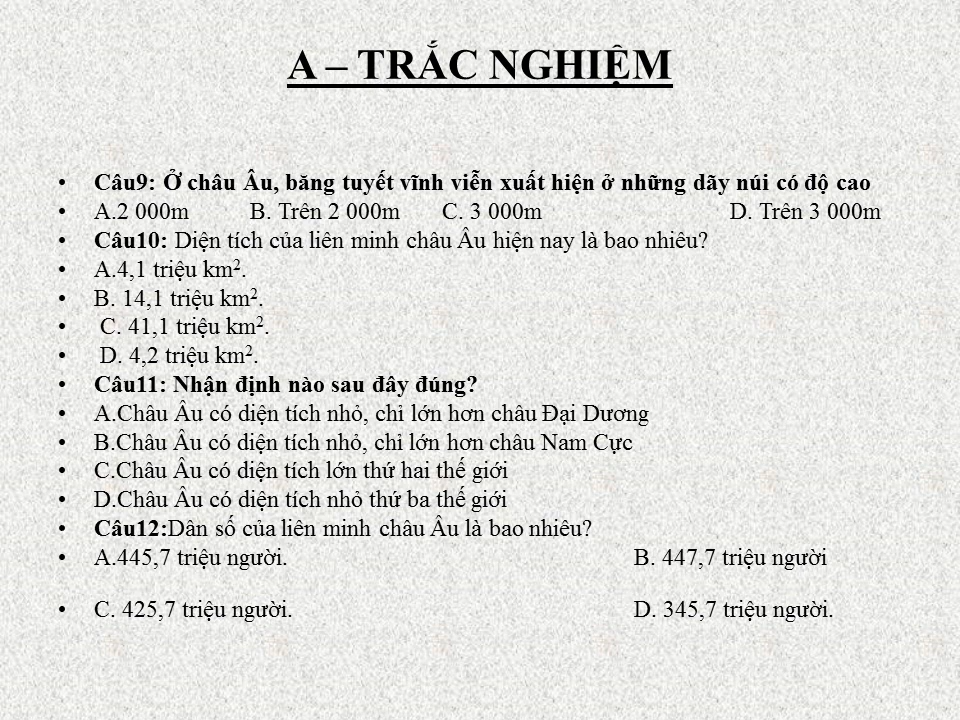 A – TRẮC NGHIỆM
• Câu9: Ở châu Âu, băng tuyết vĩnh viễn xuất hiện ở những dãy núi có độ cao
• A.2 000m B. Trên 2 000m C. 3 000m D. Trên 3 000m
• Câu10: Diện tích của liên minh châu Âu hiện nay là bao nhiêu?
• A.4,1 triệu km².
• B. 14,1 triệu km².
• C. 41,1 triệu km².
• D. 4,2 triệu km².
• Câu11: Nhận định nào sau đây đúng?
• A.Châu Âu có diện tích nhỏ, chỉ lớn hơn châu Đại Dương
• B.Châu Âu có diện tích nhỏ, chỉ lớn hơn châu Nam Cực
• C.Châu Âu có diện tích lớn thứ hai thế giới
• D.Châu Âu có diện tích nhỏ thứ ba thế giới
• Câu12:Dân số của liên minh châu Âu là bao nhiêu?
• A.445,7 triệu người. B. 447,7 triệu người
• C. 425,7 triệu người. D. 345,7 triệu người.